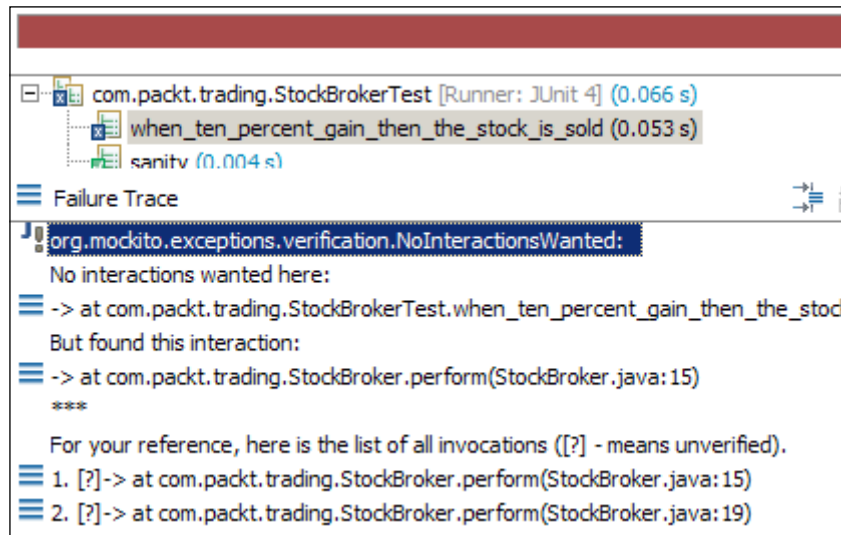 com.packt.trading.StockBrokerTest [Runner: JUnit 4] (0.066 s)
when_ten_percent_gain_then_the_stock_is_sold (0.053 s)
sanity (0.004 s)
Failure Trace
org.mockito.exceptions.verification.NoInteractionsWanted:
No interactions wanted here:
-> at com.packt.trading.StockBrokerTest.when_ten_percent_gain_then_the_stoc
But found this interaction:
-> at com.packt.trading.StockBroker.perform(StockBroker.java:15)
***
For your reference, here is the list of all invocations ([?] - means unverified).
1. [?]-> at com.packt.trading.StockBroker.perform(StockBroker.java:15)
2. [?]-> at com.packt.trading.StockBroker.perform(StockBroker.java:19)